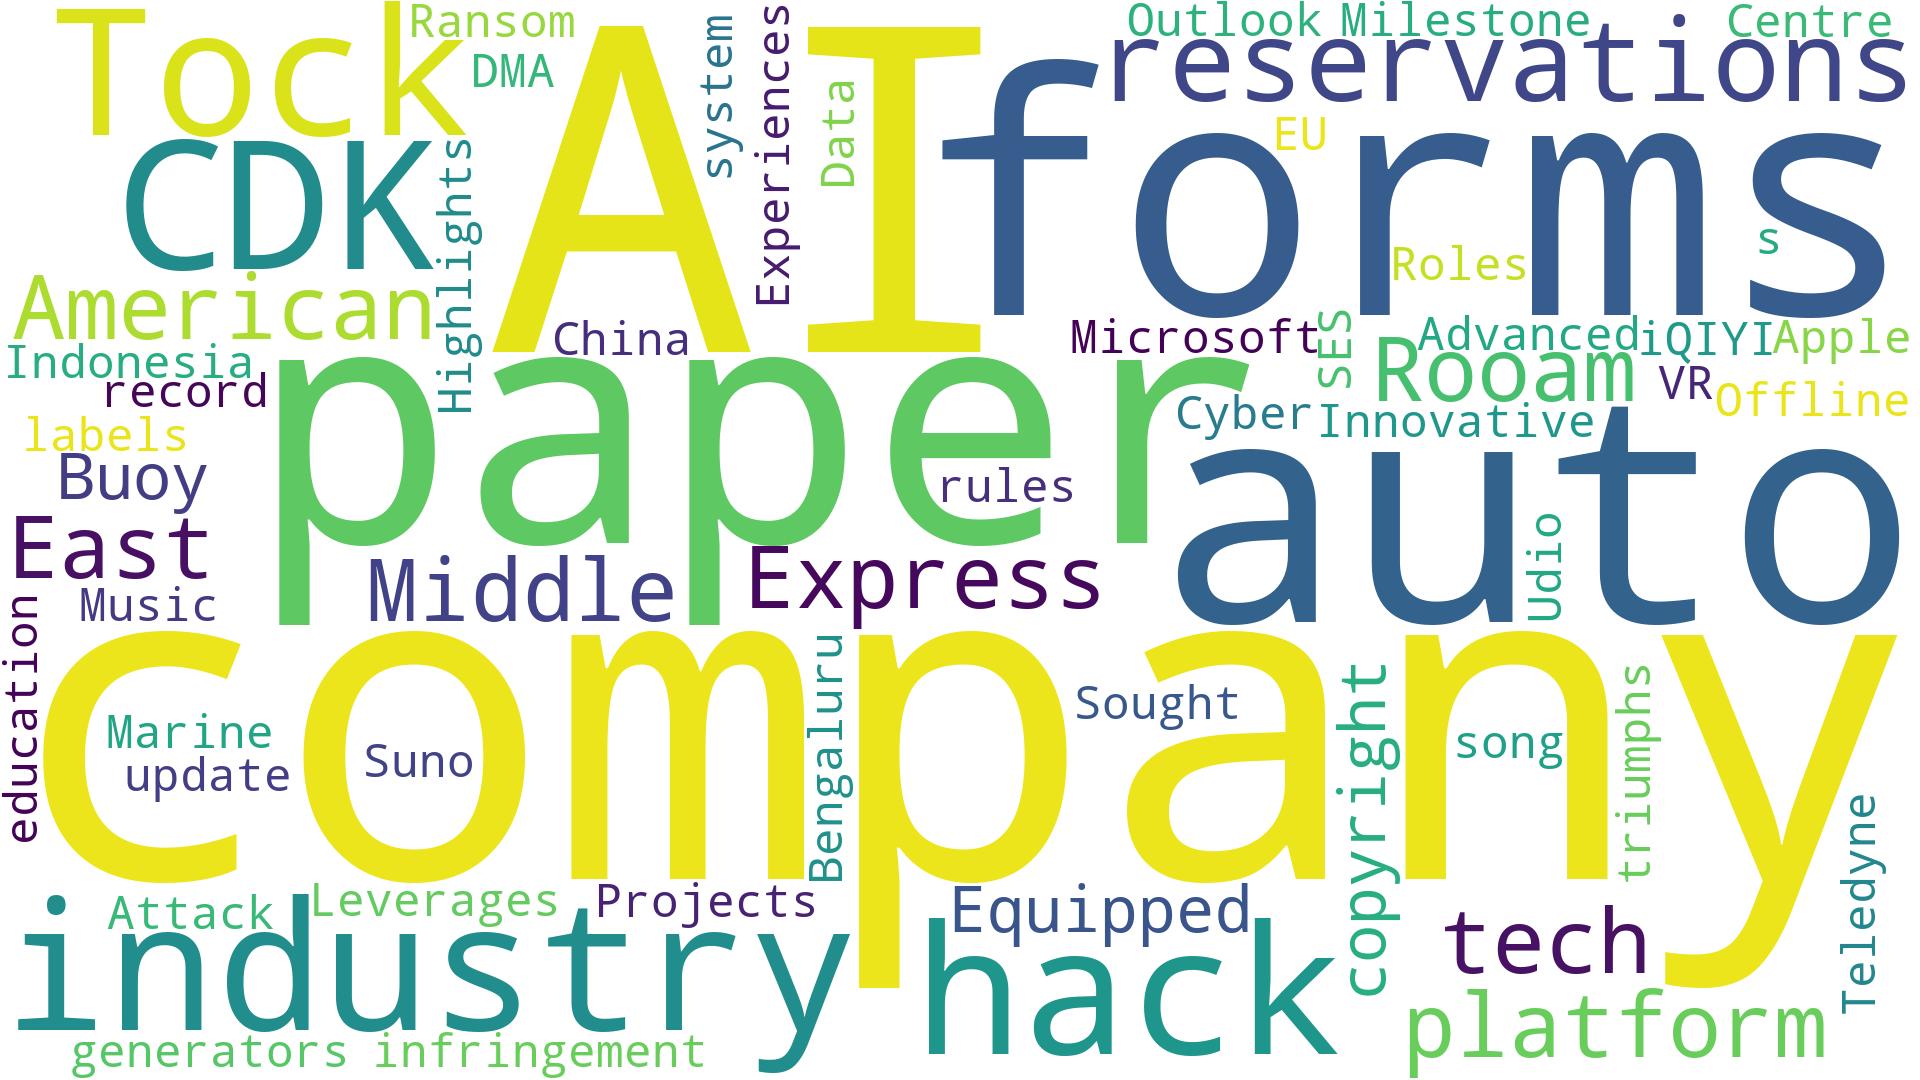 Tock
Ransom
DMA
AI
system
Experiences
Data
Outlook
Milestone
Centre
reservations
forms
EU
Roles
s
CDK
Highlights
American
China
Microsoft
SES
Advanced
iQIYI
Apple
Rooam
VR
Offline
Indonesia
record
labels
paper
Cyber
Innovative
Buoy
rules
auto
Udio
East
Middle
Express
Music
education
company
Marine
update
Suno
Bengaluru
Sought
copyright
song
triumphs
Teledyne
Attack
Leverages
Projects
Equipped
industry
hack
tech
platform
generators
infringement